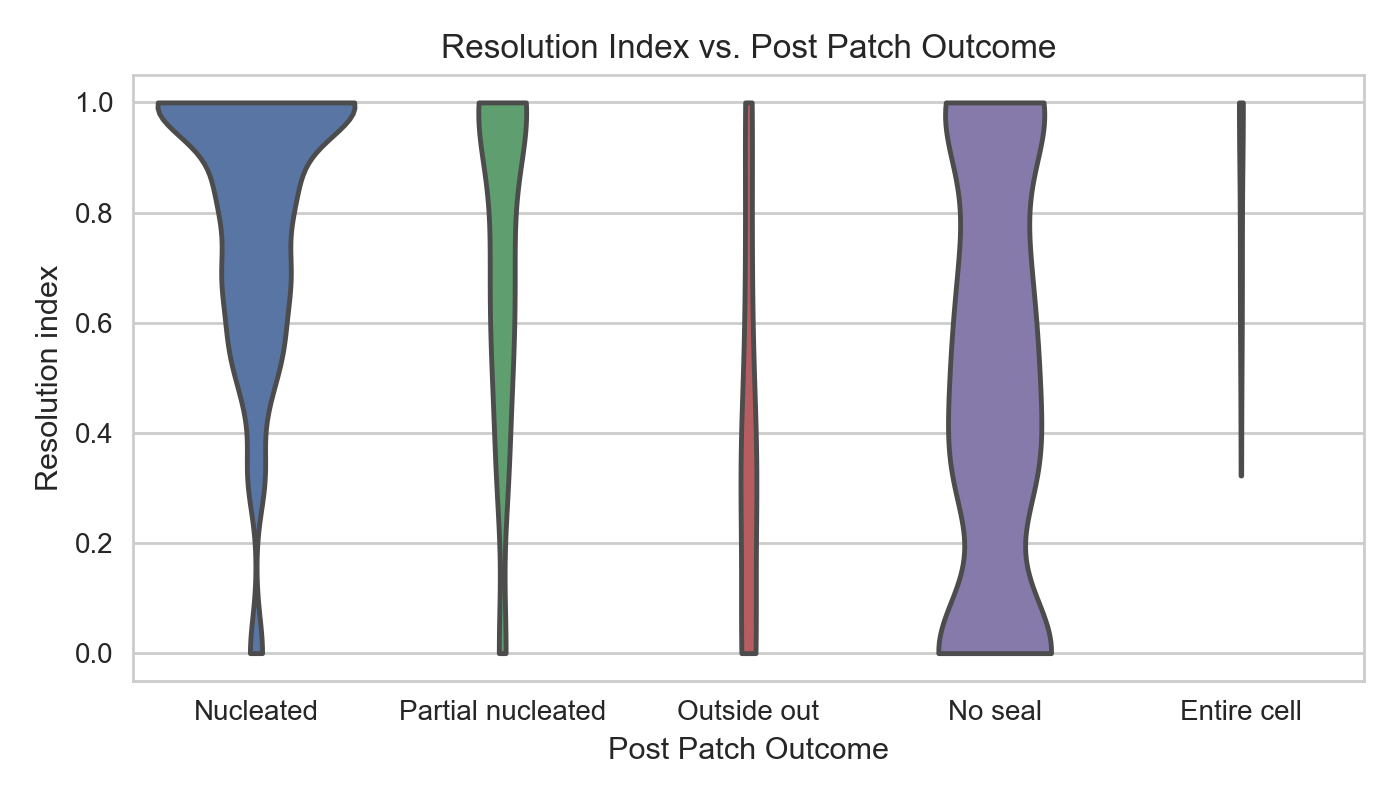 Resolution Index vs. Post Patch Outcome
Resolution index
1.0
0.8
0.6
0.4
0.2
0.0
Nucleated Partial nucleated Outside out No seal Entire cell
Post Patch Outcome